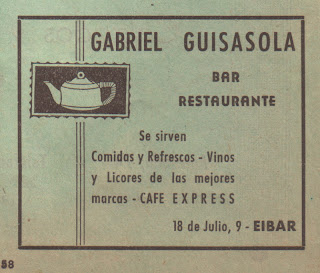 GABRIEL GUISASOLA
BAR
RESTAURANTE
Se sirven
Comidas y Refrescos - Vinos
y Licores de las mejores
marcas - CAFE EXPRESS
18 de Julio, 9 - EIBAR
58